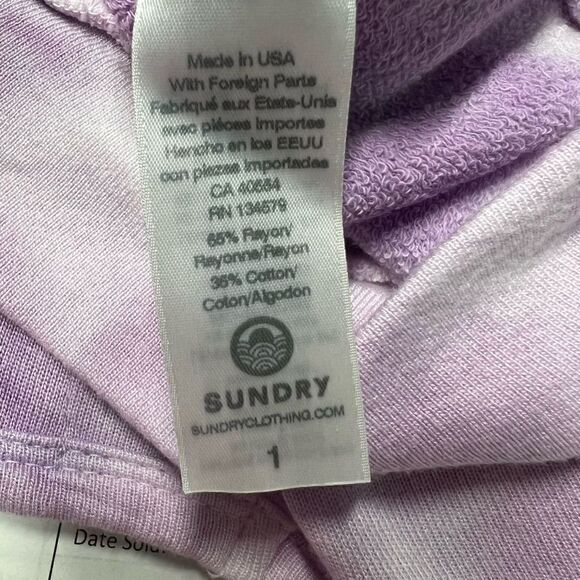 Made in USA
With Foreign Parts
Fabriqué aux Etats-Unis
avec pièces importes
Hencho en los EEUU
con piezas importadas
CA 40554
RN 134579
65% Rayon/
Rayonne/Rayon
35% Cotton/
Coton/Algodon
SUNDRY
SUNDRYCLOTHING.COM
1
Date Sold: